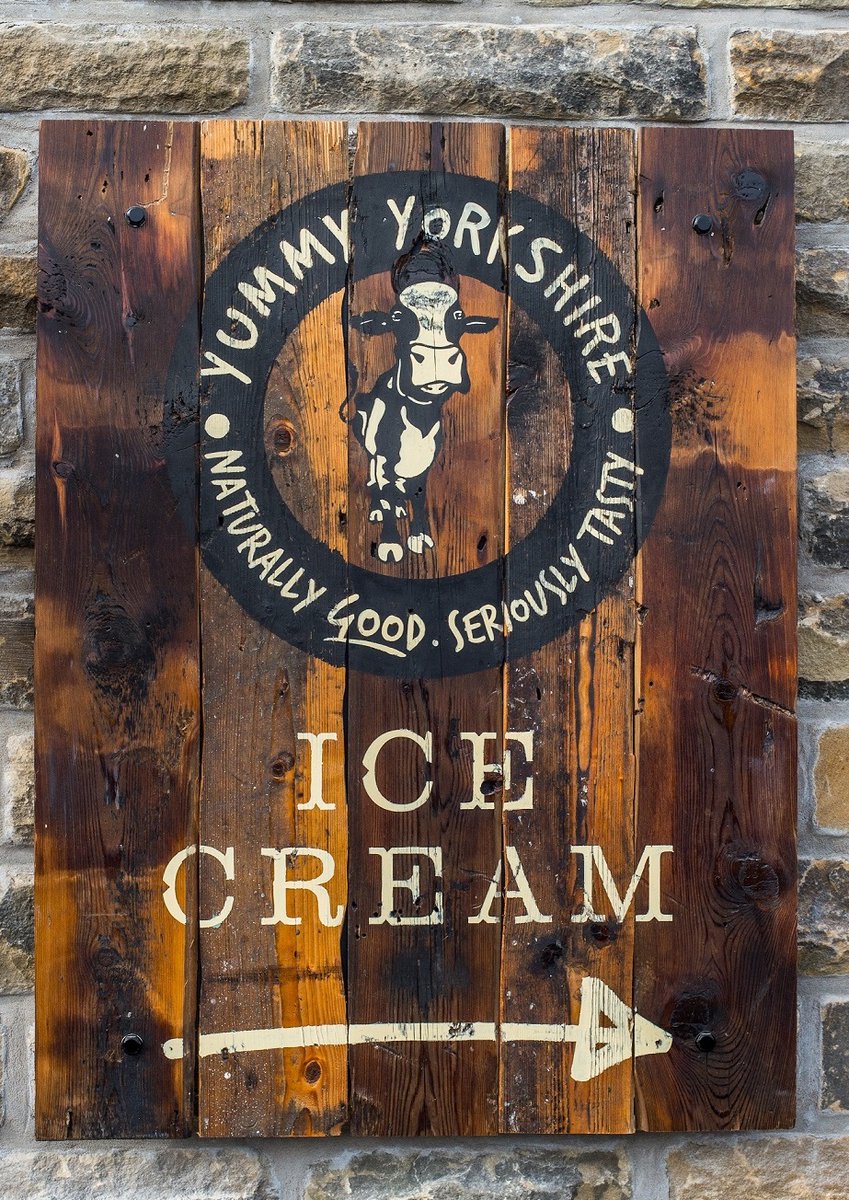 YUMMY YORKSHIRE
NATURALLY GOOD. SERIOUSLY TASTY
ICE
CREAM